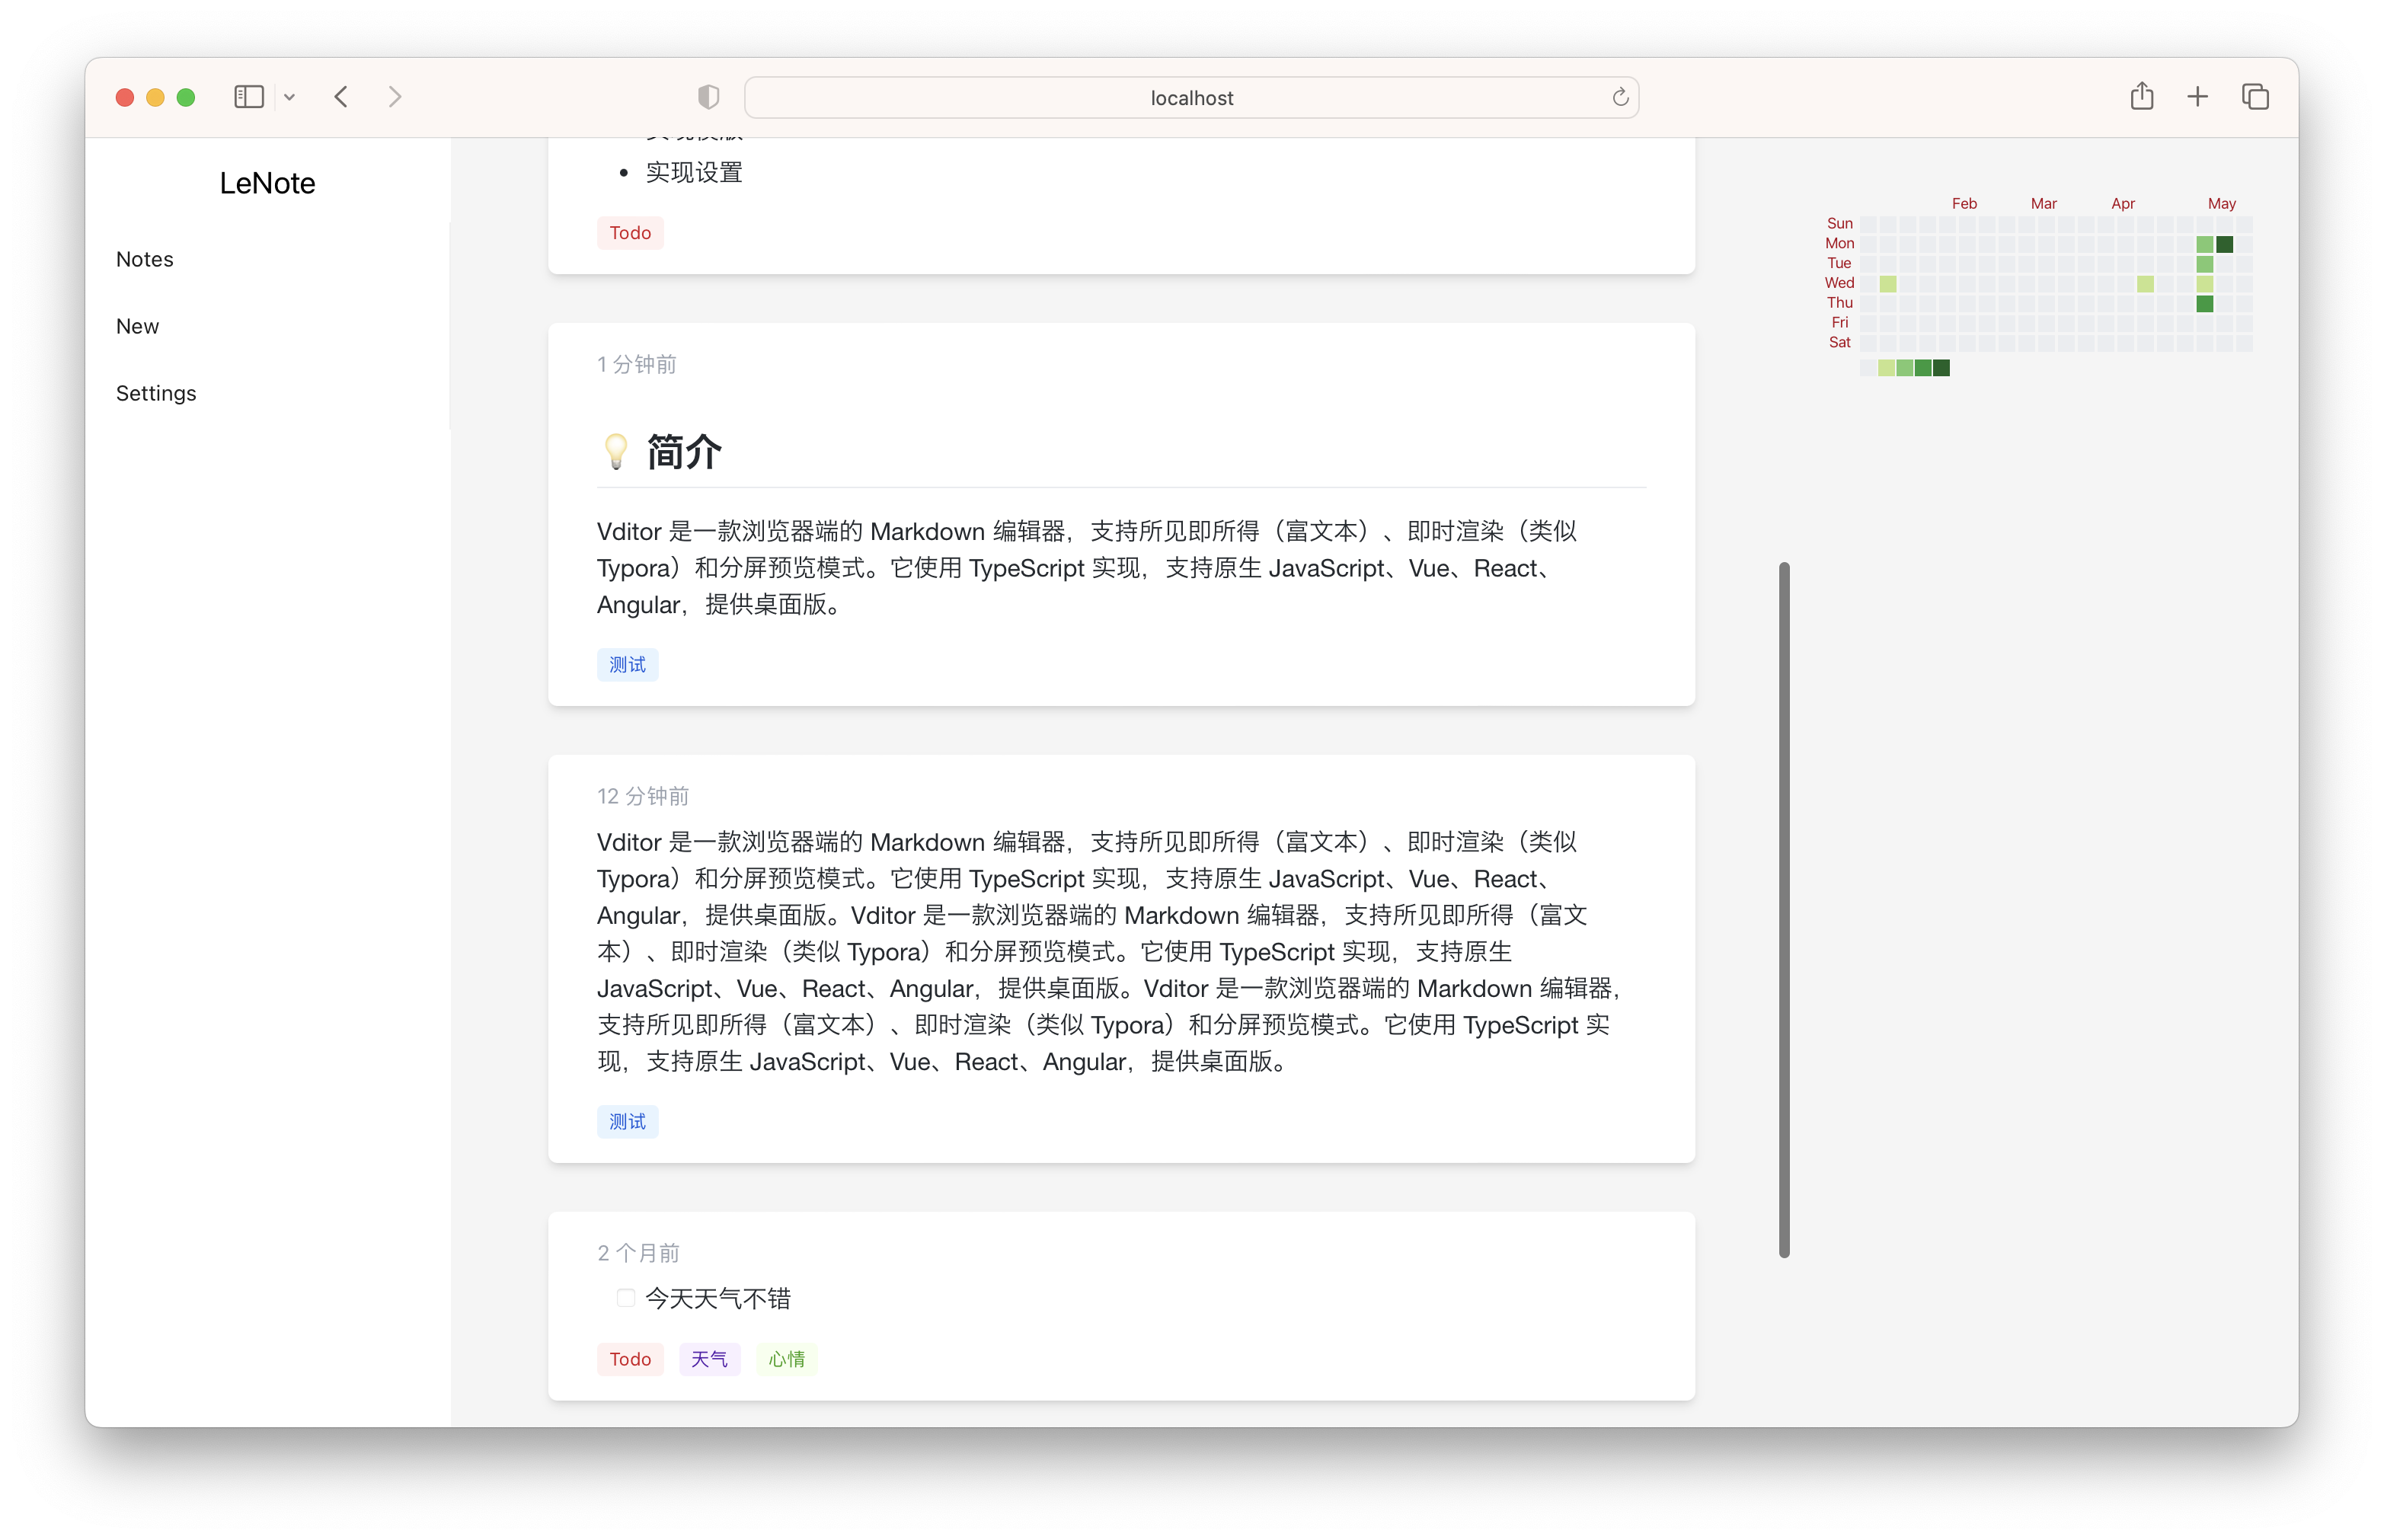 localhost
LeNote
Notes
New
Settings
实现设置
Todo
1 分钟前
💡 简介
Vditor 是一款浏览器端的 Markdown 编辑器，支持所见即所得（富文本）、即时渲染（类似
Typora）和分屏预览模式。它使用 TypeScript 实现，支持原生 JavaScript、Vue、React、
Angular，提供桌面版。
测试
12 分钟前
Vditor 是一款浏览器端的 Markdown 编辑器，支持所见即所得（富文本）、即时渲染（类似
Typora）和分屏预览模式。它使用 TypeScript 实现，支持原生 JavaScript、Vue、React、
Angular，提供桌面版。Vditor 是一款浏览器端的 Markdown 编辑器，支持所见即所得（富文
本）、即时渲染（类似 Typora）和分屏预览模式。它使用 TypeScript 实现，支持原生
JavaScript、Vue、React、Angular，提供桌面版。Vditor 是一款浏览器端的 Markdown 编辑器，
支持所见即所得（富文本）、即时渲染（类似 Typora）和分屏预览模式。它使用 TypeScript 实
现，支持原生 JavaScript、Vue、React、Angular，提供桌面版。
测试
2 个月前
今天天气不错
Todo 天气 心情
Feb Mar Apr May
Sun
Mon
Tue
Wed
Thu
Fri
Sat